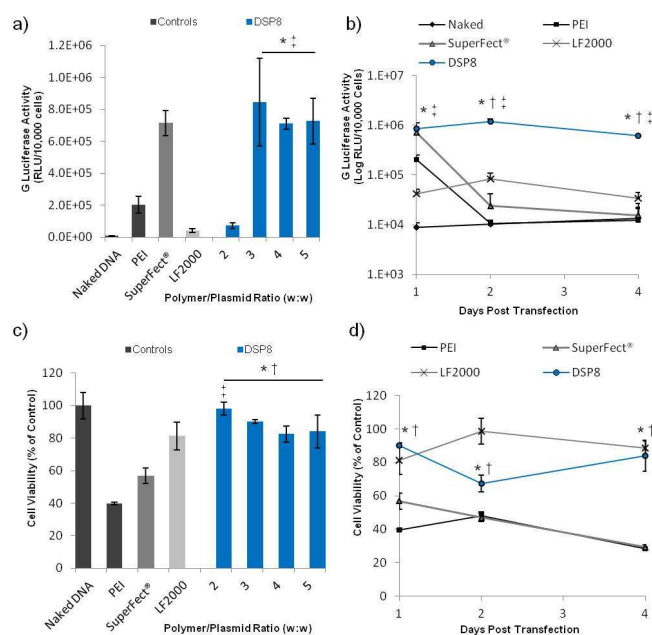 a)
Controls
DSP8
G Luciferase Activity
(RLU/10,000 cells)
1.2E+06
1.0E+06
8.0E+05
6.0E+05
4.0E+05
2.0E+05
0.0E+00
* ‡
Naked DNA
PEI
SuperFect®
LF2000
2
3
4
5
Polymer/Plasmid Ratio (w:w)
b)
Naked
PEI
SuperFect®
LF2000
DSP8
G Luciferase Activity
(Log RLU/10,000 Cells)
1.E+07
1.E+06
1.E+05
1.E+04
1.E+03
* ‡
* † ‡
* † ‡
1
2
3
4
Days Post Transfection
c)
Controls
DSP8
Cell Viability (% of Control)
120
100
80
60
40
20
0
‡
* †
Naked DNA
PEI
SuperFect®
LF2000
2
3
4
5
Polymer/Plasmid Ratio (w:w)
d)
PEI
SuperFect®
LF2000
DSP8
Cell Viability (% of Control)
120
100
80
60
40
20
0
* †
* †
* †
1
2
3
4
Days Post Transfection